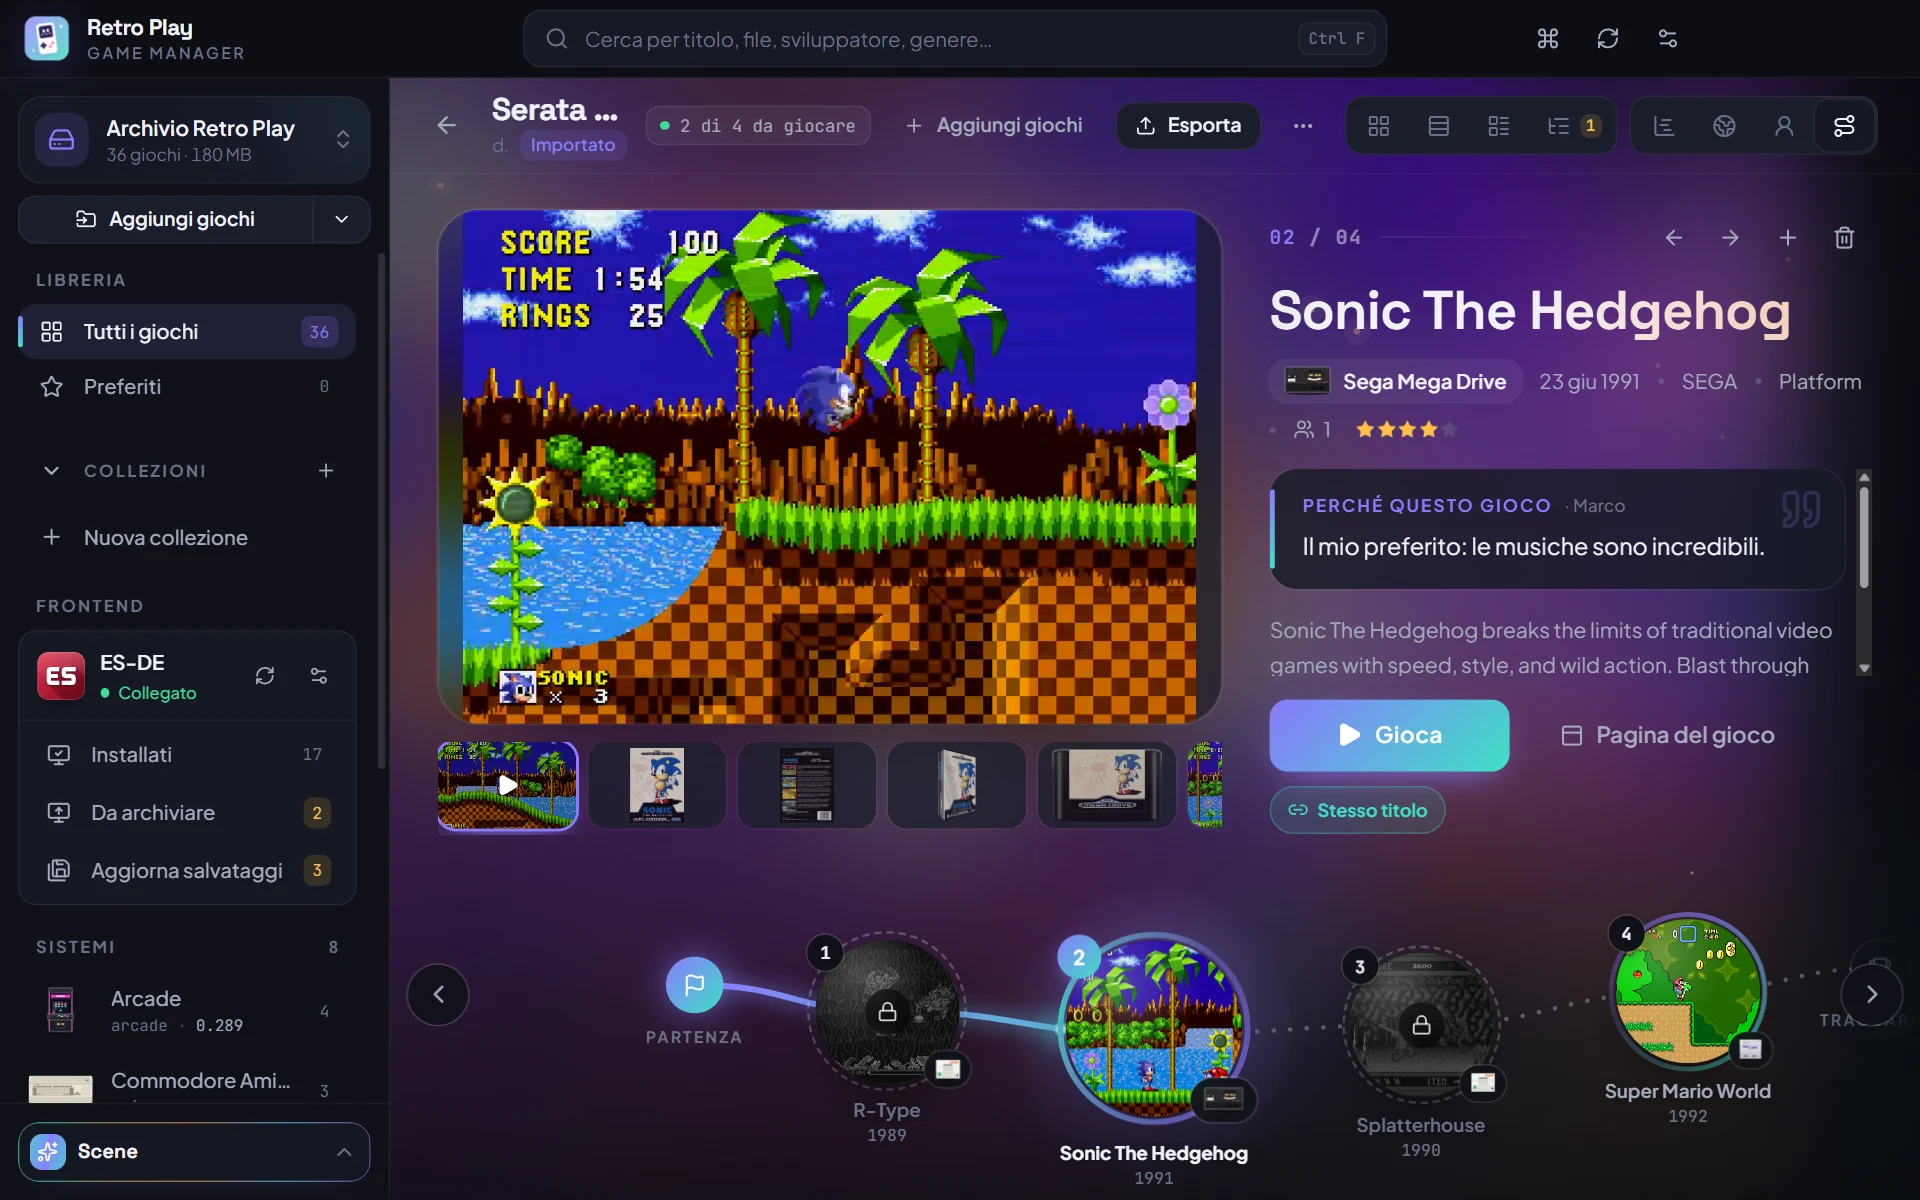 Retro Play
GAME MANAGER
Cerca per titolo, file, sviluppatore, genere...
Ctrl F
Archivio Retro Play
36 giochi · 180 MB
Aggiungi giochi
LIBRERIA
Tutti i giochi 36
Preferiti 0
COLLEZIONI
Nuova collezione
FRONTEND
ES
ES-DE
Collegato
Installati 17
Da archiviare 2
Aggiorna salvataggi 3
SISTEMI 8
Arcade
arcade · 0.289
4
Commodore Ami...
3
Scene
Serata ...
d. Importato
2 di 4 da giocare
Aggiungi giochi
Esporta
1
SCORE 100
TIME 1:54
RINGS 25
SONIC
x 3
02 / 04
Sonic The Hedgehog
Sega Mega Drive 23 giu 1991 • SEGA • Platform
• 1
PERCHÉ QUESTO GIOCO · Marco
Il mio preferito: le musiche sono incredibili.
Sonic The Hedgehog breaks the limits of traditional video
games with speed, style, and wild action. Blast through
Gioca
Pagina del gioco
Stesso titolo
PARTENZA
1
R-Type
1989
2
Sonic The Hedgehog
1991
3
Splatterhouse
1990
4
Super Mario World
1992